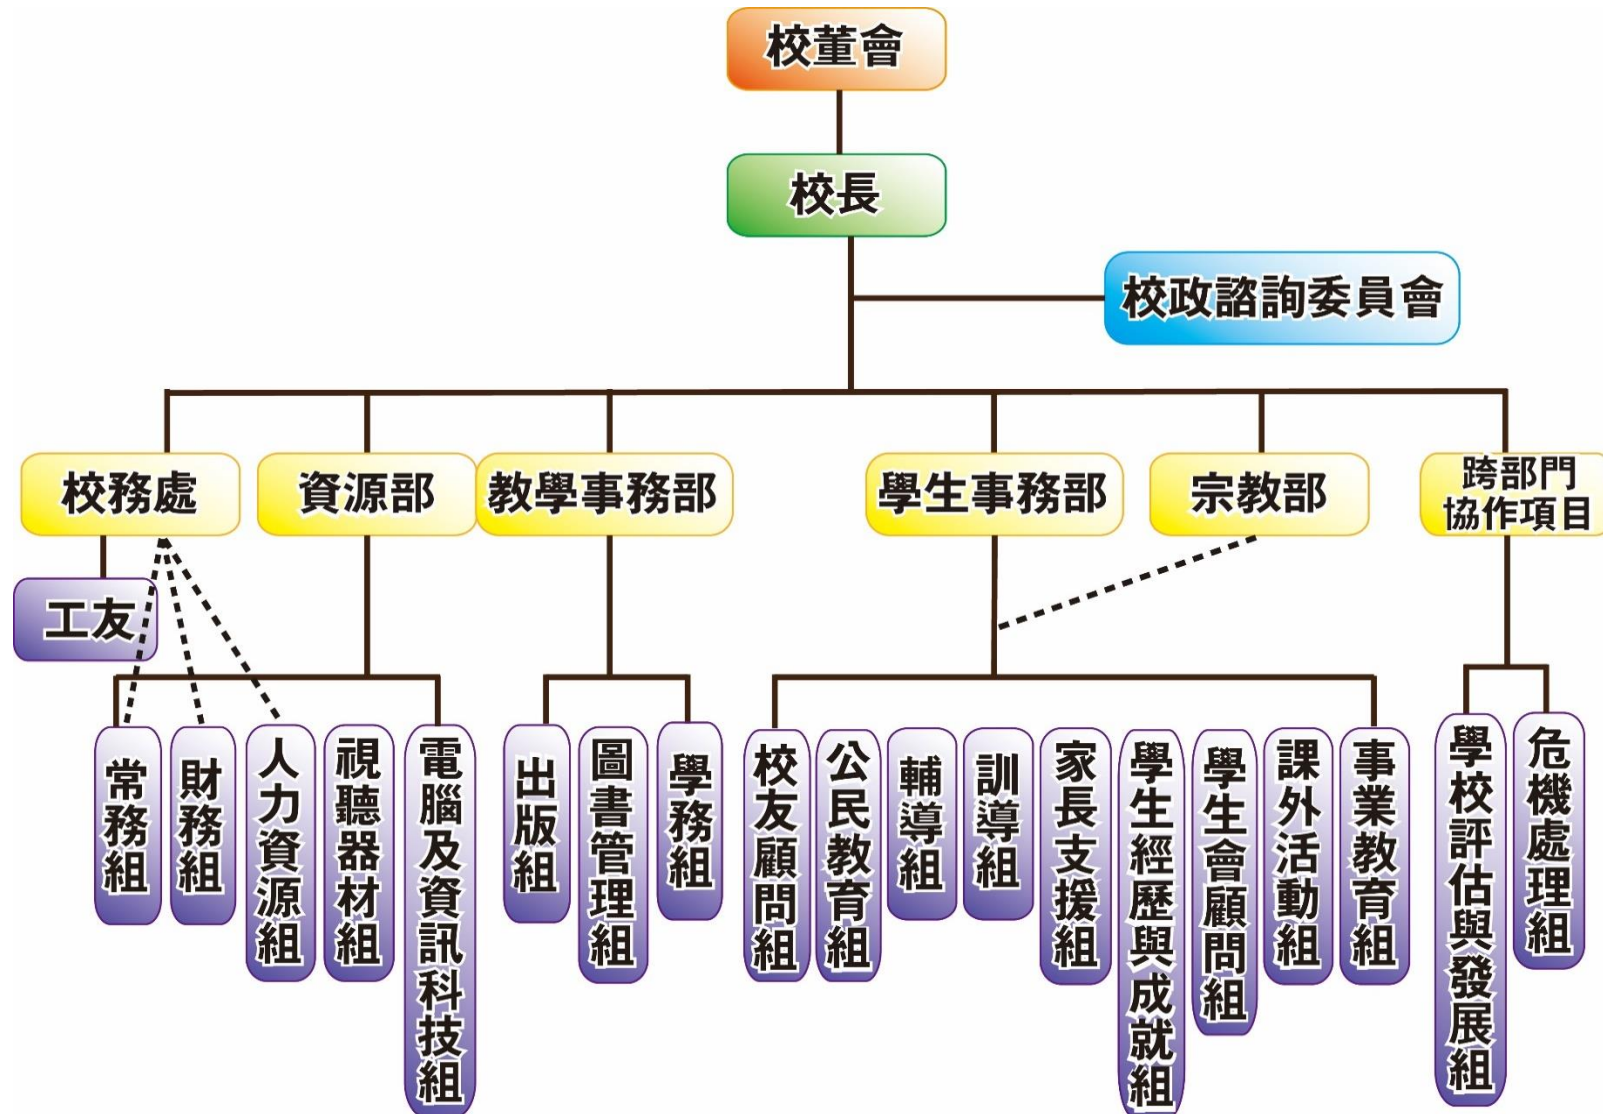 校董會
校長
校政諮詢委員會
校務處
資源部
教學事務部
學生事務部
宗教部
跨部門
協作項目
工友
常務組
財務組
人力資源組
視聽器材組
電腦及資訊科技組
出版組
圖書管理組
學務組
校友顧問組
公民教育組
輔導組
訓導組
家長支援組
學生經歷與成就組
學生會顧問組
課外活動組
事業教育組
學校評估與發展組
危機處理組